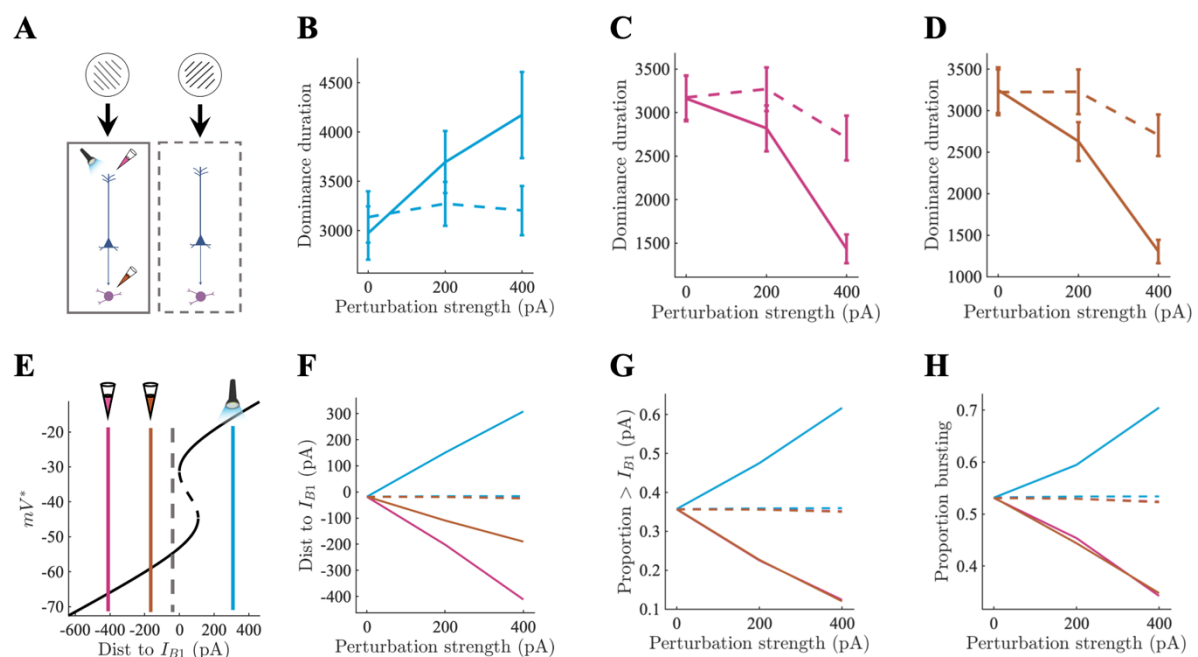 A
B
Dominance duration
4500
4000
3500
3000
0
200
400
Perturbation strength (pA)
C
Dominance duration
3500
3000
2500
2000
1500
0
200
400
Perturbation strength (pA)
D
Dominance duration
3500
3000
2500
2000
1500
1000
0
200
400
Perturbation strength (pA)
E
mV*
-20
-30
-40
-50
-60
-70
-600
-400
-200
0
200
400
Dist to I_B1 (pA)
F
Dist to I_B1 (pA)
300
200
100
0
-100
-200
-300
-400
0
200
400
Perturbation strength (pA)
G
Proportion > I_B1 (pA)
0.6
0.5
0.4
0.3
0.2
0.1
0
200
400
Perturbation strength (pA)
H
Proportion bursting
0.7
0.6
0.5
0.4
0
200
400
Perturbation strength (pA)